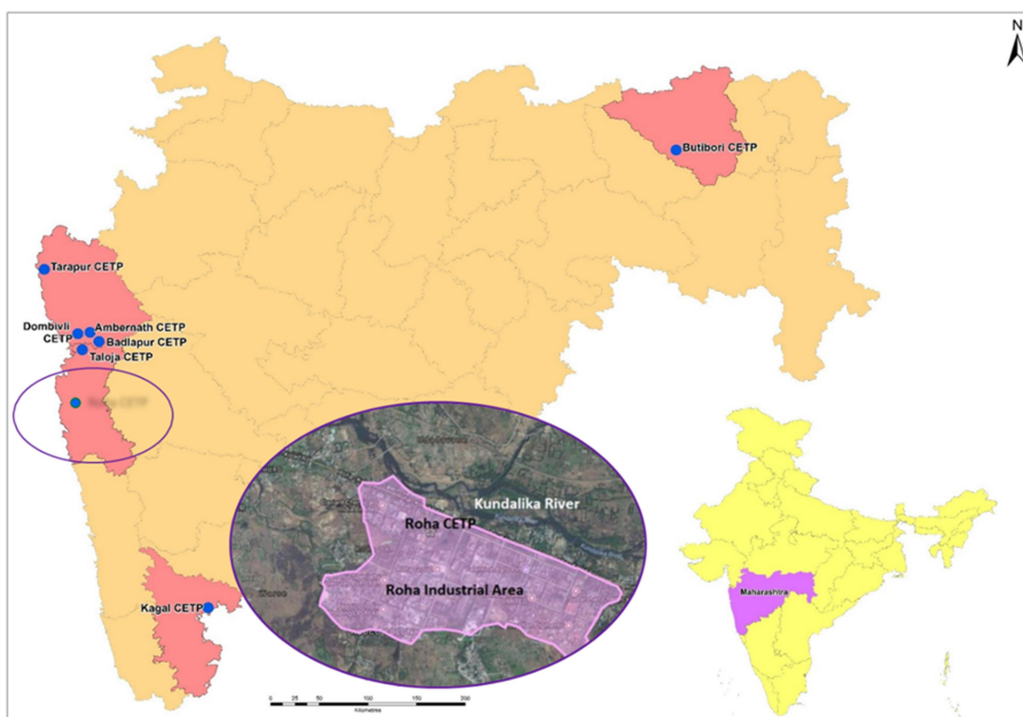 N
Butibori CETP
Tarapur CETP
Dombivli
CETP
Ambernath CETP
Badlapur CETP
Taloja CETP
Kundalika River
Roha CETP
Roha Industrial Area
Maharashtra
Kagal CETP
0 25 50 100 150 200
Kilometres